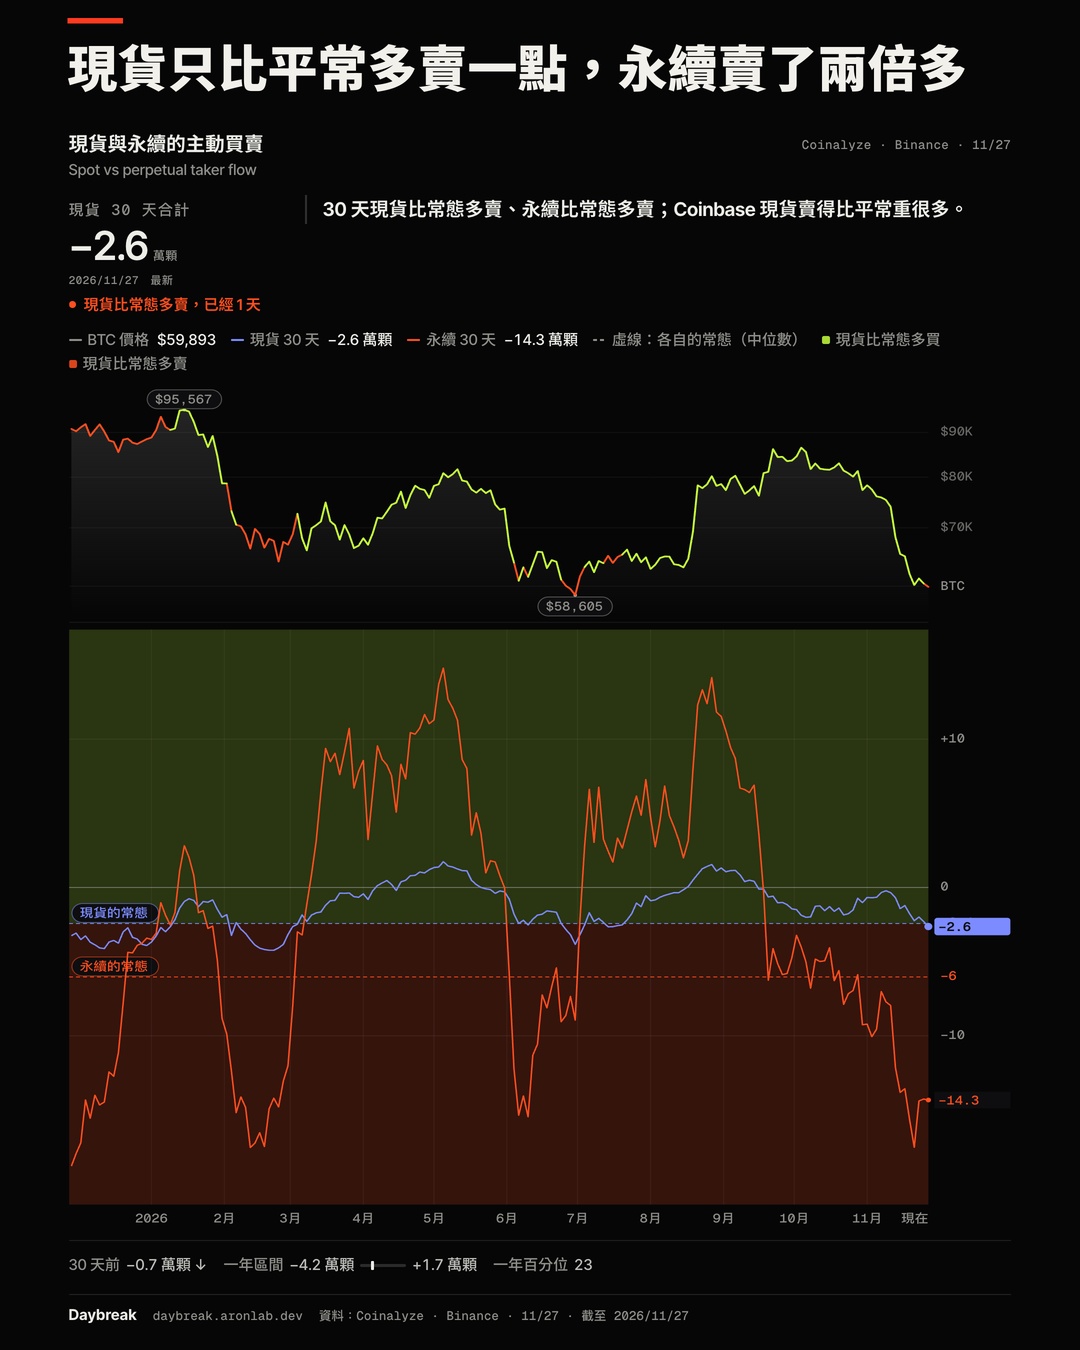 現貨只比平常多賣一點，永續賣了兩倍多
現貨與永續的主動買賣
Coinalyze · Binance · 11/27
Spot vs perpetual taker flow
現貨 30 天合計
30 天現貨比常態多賣、永續比常態多賣；Coinbase 現貨賣得比平常重很多。
−2.6 萬顆
2026/11/27 最新
現貨比常態多賣，已經 1 天
BTC 價格 $59,893 現貨 30 天 −2.6 萬顆 永續 30 天 −14.3 萬顆 虛線：各自的常態（中位數） 現貨比常態多買
現貨比常態多賣
$95,567
$90K
$80K
$70K
BTC
$58,605
+10
0
現貨的常態
−2.6
永續的常態
−6
−10
−14.3
2026 2月 3月 4月 5月 6月 7月 8月 9月 10月 11月 現在
30 天前 −0.7 萬顆 ↓ 一年區間 −4.2 萬顆 +1.7 萬顆 一年百分位 23
Daybreak daybreak.aronlab.dev 資料：Coinalyze · Binance · 11/27 · 截至 2026/11/27